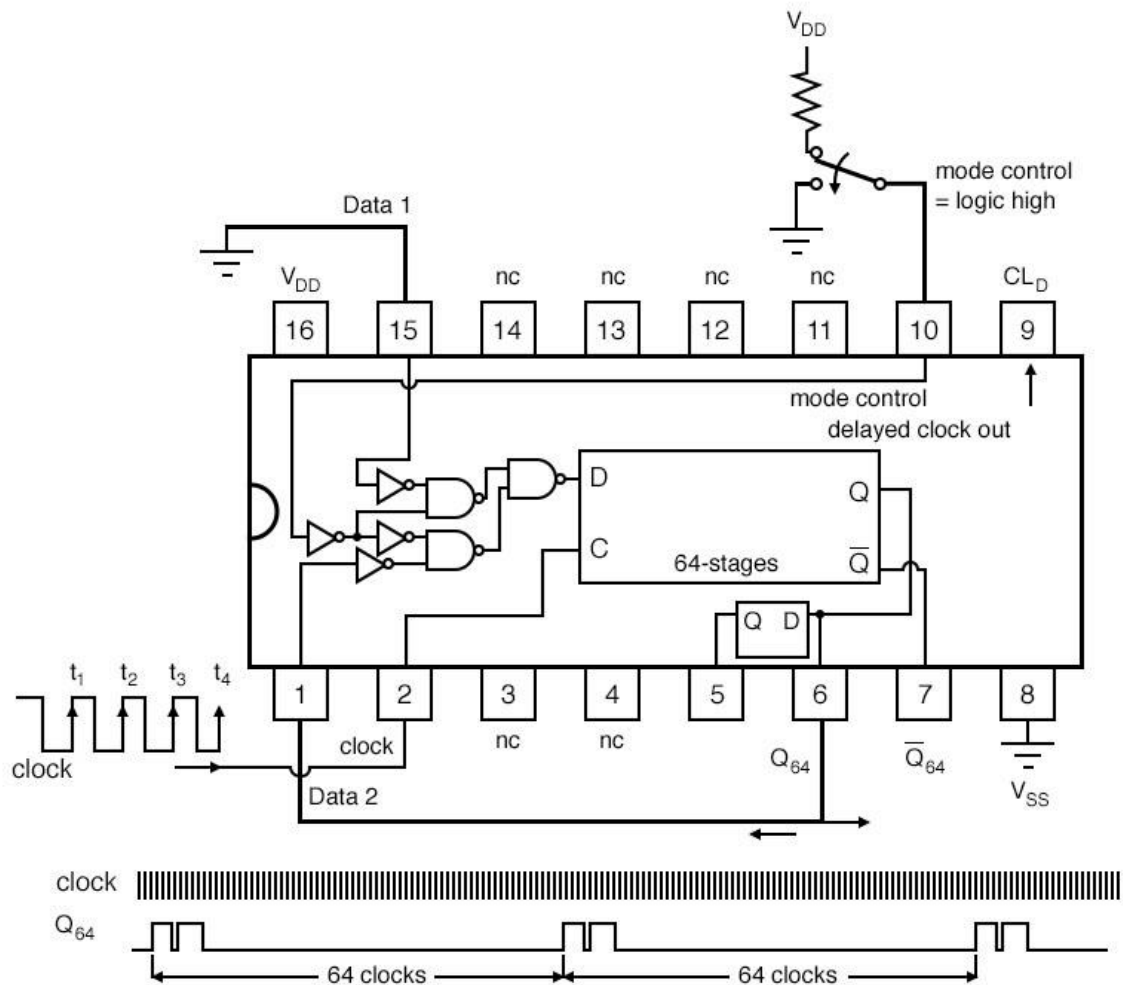 V_DD
mode control
= logic high
Data 1
V_DD
nc
nc
nc
nc
CL_D
16
15
14
13
12
11
10
9
mode control
delayed clock out
D
Q
C
Q̅
64-stages
Q D
t₁ t₂ t₃ t₄
1
2
3
4
5
6
7
8
clock
clock
nc
nc
Q₆₄
Q̅₆₄
V_SS
Data 2
clock
Q₆₄
64 clocks
64 clocks